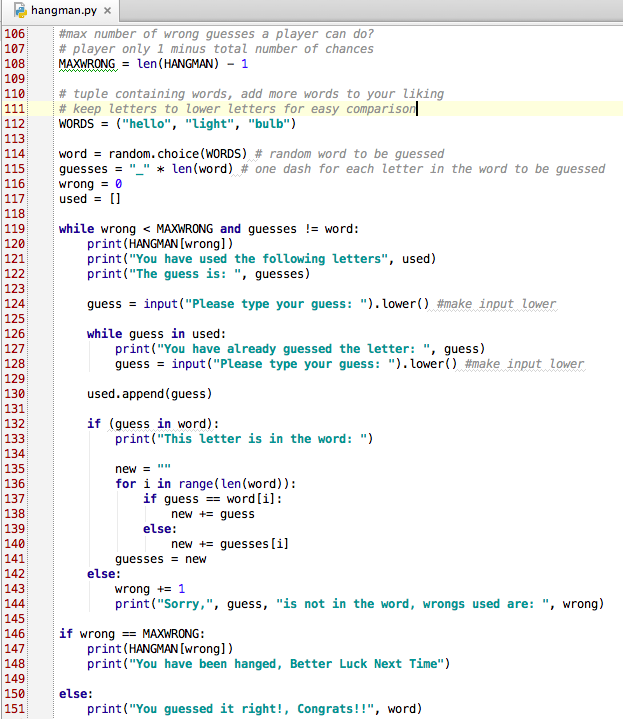 hangman.py
106 #max number of wrong guesses a player can do?
107 # player only 1 minus total number of chances
108 MAXWRONG = len(HANGMAN) - 1
109
110 # tuple containing words, add more words to your liking
111 # keep letters to lower letters for easy comparison
112 WORDS = ("hello", "light", "bulb")
113
114 word = random.choice(WORDS) # random word to be guessed
115 guesses = "_" * len(word) # one dash for each letter in the word to be guessed
116 wrong = 0
117 used = []
118
119 while wrong < MAXWRONG and guesses != word:
120     print(HANGMAN[wrong])
121     print("You have used the following letters", used)
122     print("The guess is: ", guesses)
123
124     guess = input("Please type your guess: ").lower() #make input lower
125
126     while guess in used:
127         print("You have already guessed the letter: ", guess)
128         guess = input("Please type your guess: ").lower() #make input lower
129
130     used.append(guess)
131
132     if (guess in word):
133         print("This letter is in the word: ")
134
135         new = ""
136         for i in range(len(word)):
137             if guess == word[i]:
138                 new += guess
139             else:
140                 new += guesses[i]
141         guesses = new
142     else:
143         wrong += 1
144         print("Sorry,", guess, "is not in the word, wrongs used are: ", wrong)
145
146 if wrong == MAXWRONG:
147     print(HANGMAN[wrong])
148     print("You have been hanged, Better Luck Next Time")
149
150 else:
151     print("You guessed it right!, Congrats!!", word)